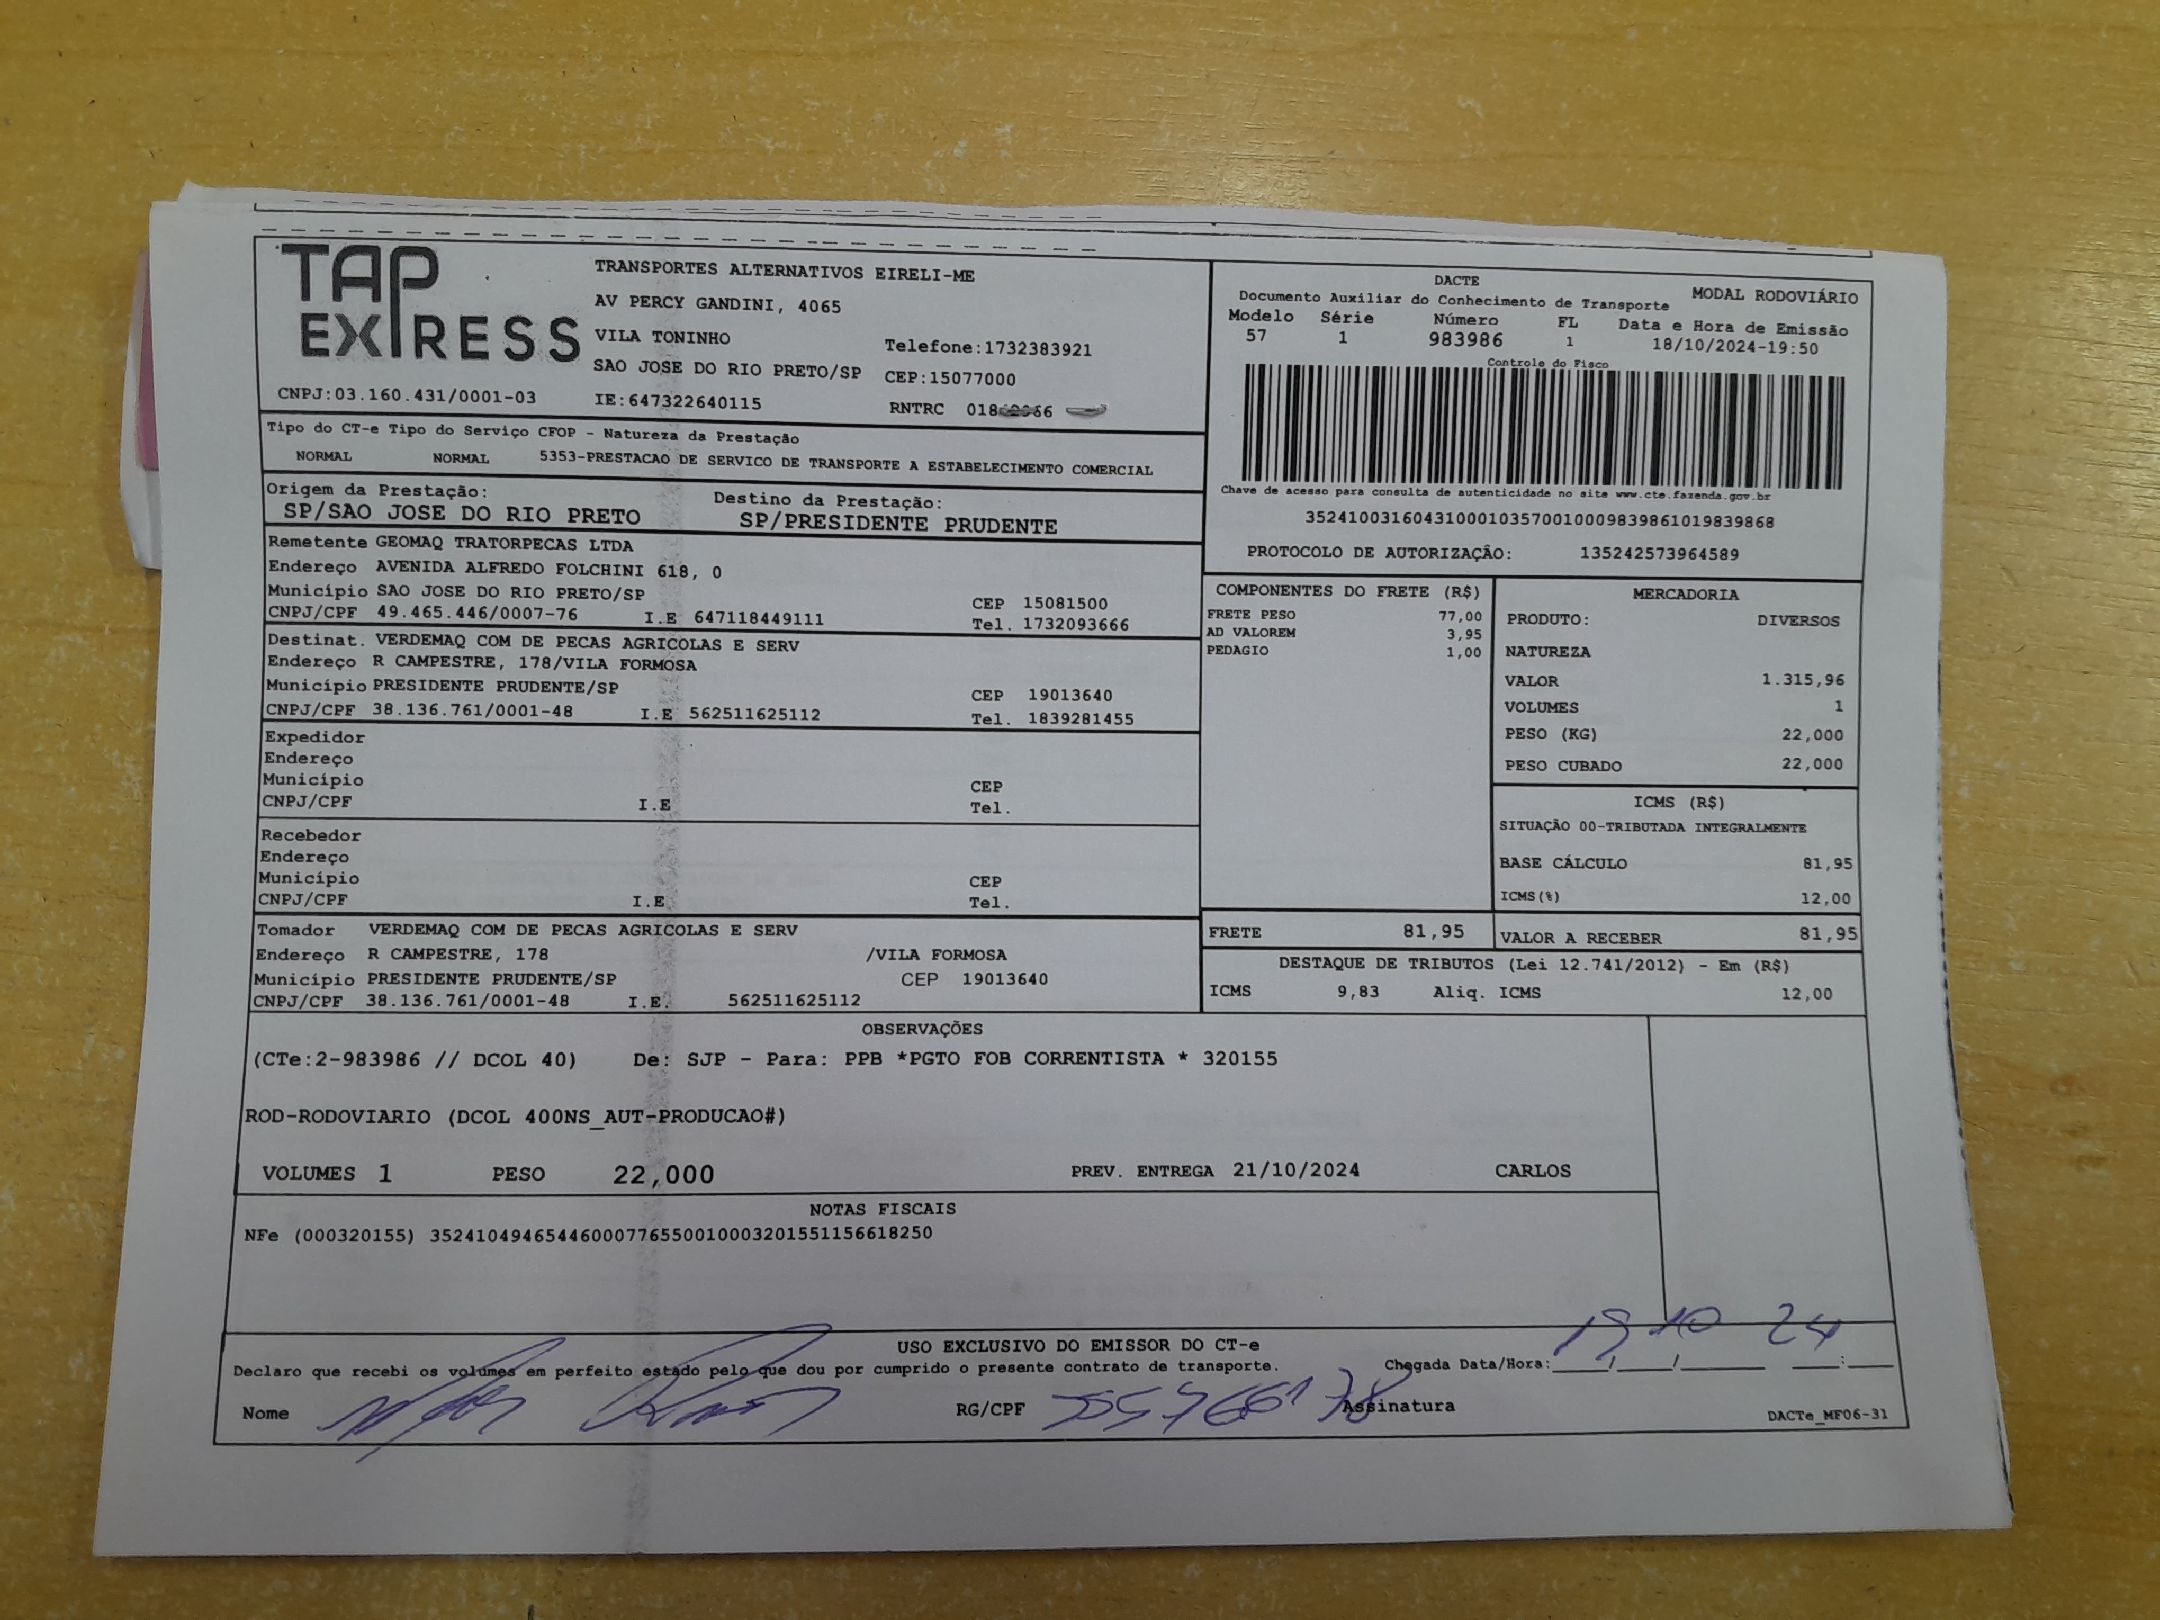 TAP EXPRESS
TRANSPORTES ALTERNATIVOS EIRELI-ME
AV PERCY GANDINI, 4065
VILA TONINHO
Telefone:1732383921
SAO JOSE DO RIO PRETO/SP CEP:15077000
CNPJ:03.160.431/0001-03 IE:647322640115 RNTRC
DACTE
Documento Auxiliar do Conhecimento de Transporte MODAL RODOVIÁRIO
Modelo Série Número FL Data e Hora de Emissão
57 1 983986 1 18/10/2024-19:50
Controle do Fisco
Chave de acesso para consulta de autenticidade no site www.cte.fazenda.gov.br
35241003160431000103570010009839861019839868
PROTOCOLO DE AUTORIZAÇÃO: 135242573964589
Tipo do CT-e Tipo do Serviço CFOP - Natureza da Prestação
NORMAL NORMAL 5353-PRESTACAO DE SERVICO DE TRANSPORTE A ESTABELECIMENTO COMERCIAL
Origem da Prestação: Destino da Prestação:
SP/SAO JOSE DO RIO PRETO SP/PRESIDENTE PRUDENTE
Remetente GEOMAQ TRATORPECAS LTDA
Endereço AVENIDA ALFREDO FOLCHINI 618, 0
Município SAO JOSE DO RIO PRETO/SP CEP 15081500
CNPJ/CPF 49.465.446/0007-76 I.E 647118449111 Tel. 1732093666
Destinat. VERDEMAQ COM DE PECAS AGRICOLAS E SERV
Endereço R CAMPESTRE, 178/VILA FORMOSA
Município PRESIDENTE PRUDENTE/SP CEP 19013640
CNPJ/CPF 38.136.761/0001-48 I.E 562511625112 Tel. 1839281455
Expedidor
Endereço
Município CEP
CNPJ/CPF I.E Tel.
Recebedor
Endereço
Município CEP
CNPJ/CPF I.E Tel.
Tomador VERDEMAQ COM DE PECAS AGRICOLAS E SERV
Endereço R CAMPESTRE, 178 /VILA FORMOSA
Município PRESIDENTE PRUDENTE/SP CEP 19013640
CNPJ/CPF 38.136.761/0001-48 I.E. 562511625112
COMPONENTES DO FRETE (R$)
FRETE PESO 77,00
AD VALOREM 3,95
PEDAGIO 1,00
MERCADORIA
PRODUTO: DIVERSOS
NATUREZA
VALOR 1.315,96
VOLUMES 1
PESO (KG) 22,000
PESO CUBADO 22,000
ICMS (R$)
SITUAÇÃO 00-TRIBUTADA INTEGRALMENTE
BASE CÁLCULO 81,95
ICMS(%) 12,00
FRETE 81,95 VALOR A RECEBER 81,95
DESTAQUE DE TRIBUTOS (Lei 12.741/2012) - Em (R$)
ICMS 9,83 Aliq. ICMS 12,00
OBSERVAÇÕES
(CTe:2-983986 // DCOL 40) De: SJP - Para: PPB *PGTO FOB CORRENTISTA * 320155
ROD-RODOVIARIO (DCOL 400NS_AUT-PRODUCAO#)
VOLUMES 1 PESO 22,000 PREV. ENTREGA 21/10/2024 CARLOS
NOTAS FISCAIS
NFe (000320155) 35241049465446000776550010003201551156618250
USO EXCLUSIVO DO EMISSOR DO CT-e
Declaro que recebi os volumes em perfeito estado pelo que dou por cumprido o presente contrato de transporte. Chegada Data/Hora: 19 10 24
Nome RG/CPF Assinatura
DACTe_MF06-31